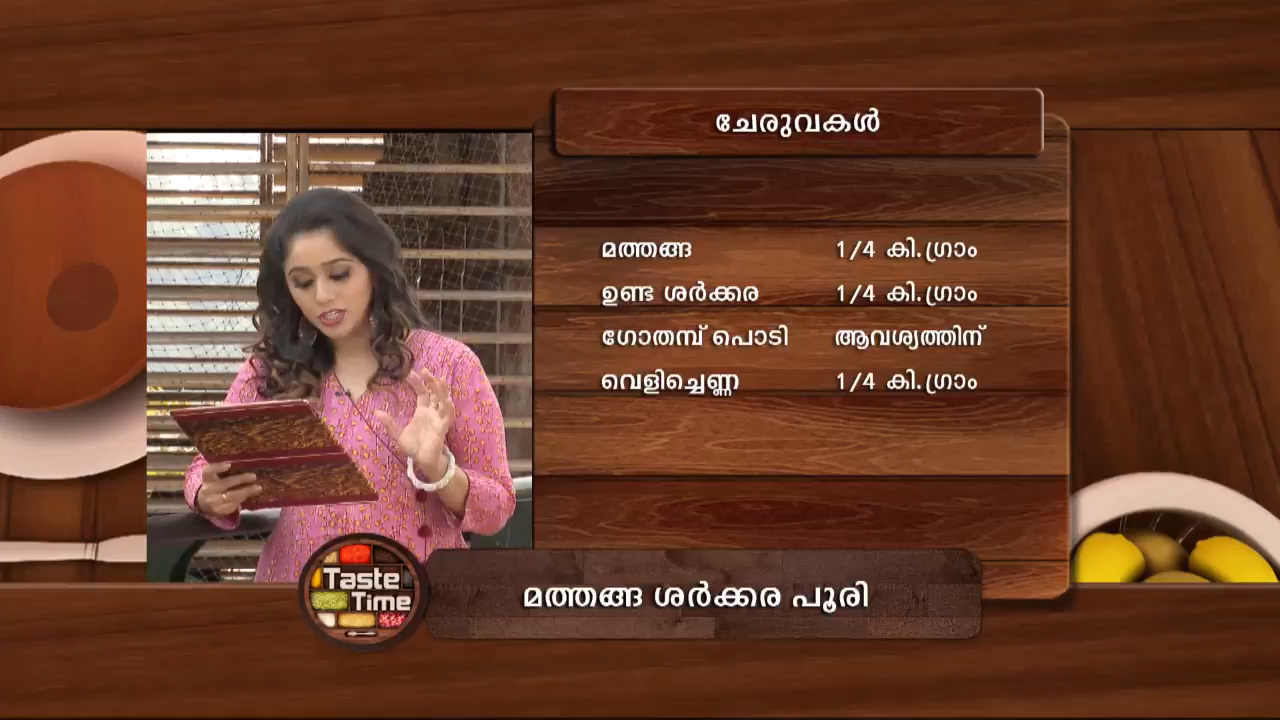 ചേരുവകൾ
മത്തങ്ങ 1/4 കി.ഗ്രാം
ഉണ്ട ശർക്കര 1/4 കി.ഗ്രാം
ഗോതമ്പ് പൊടി ആവശ്യത്തിന്
വെളിച്ചെണ്ണ 1/4 കി.ഗ്രാം
Taste
Time
മത്തങ്ങ ശർക്കര പൂരി